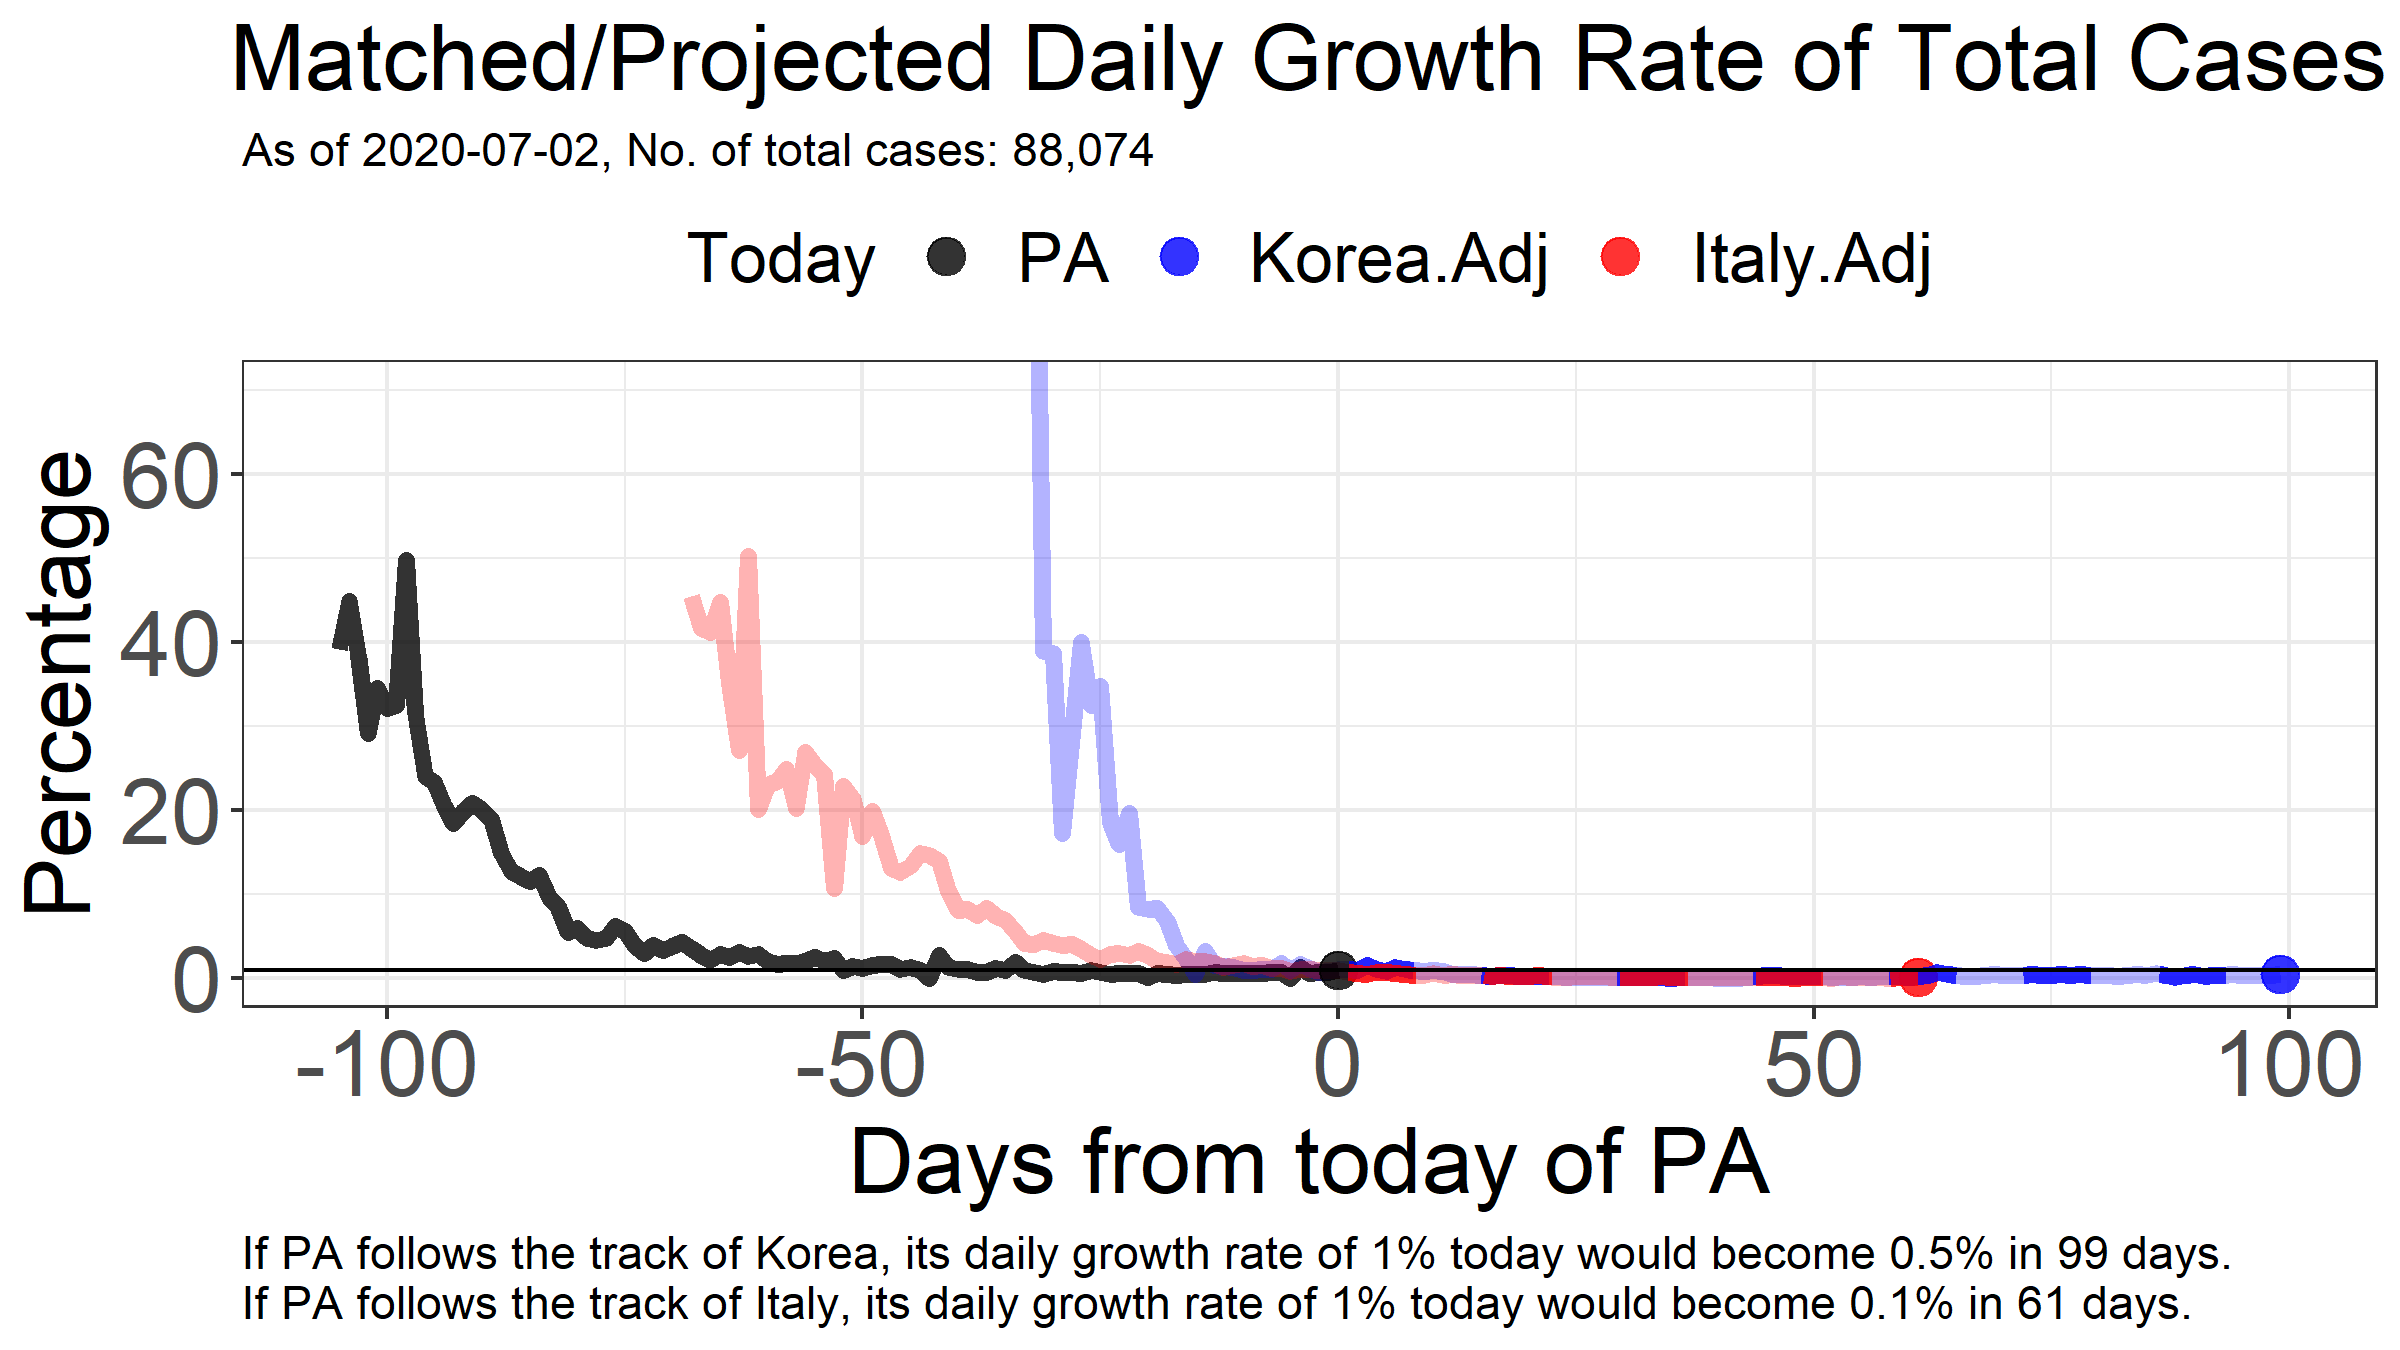 Matched/Projected Daily Growth Rate of Total Cases
As of 2020-07-02, No. of total cases: 88,074
Today PA Korea.Adj Italy.Adj
Percentage
60
40
20
0
-100 -50 0 50 100
Days from today of PA
If PA follows the track of Korea, its daily growth rate of 1% today would become 0.5% in 99 days.
If PA follows the track of Italy, its daily growth rate of 1% today would become 0.1% in 61 days.